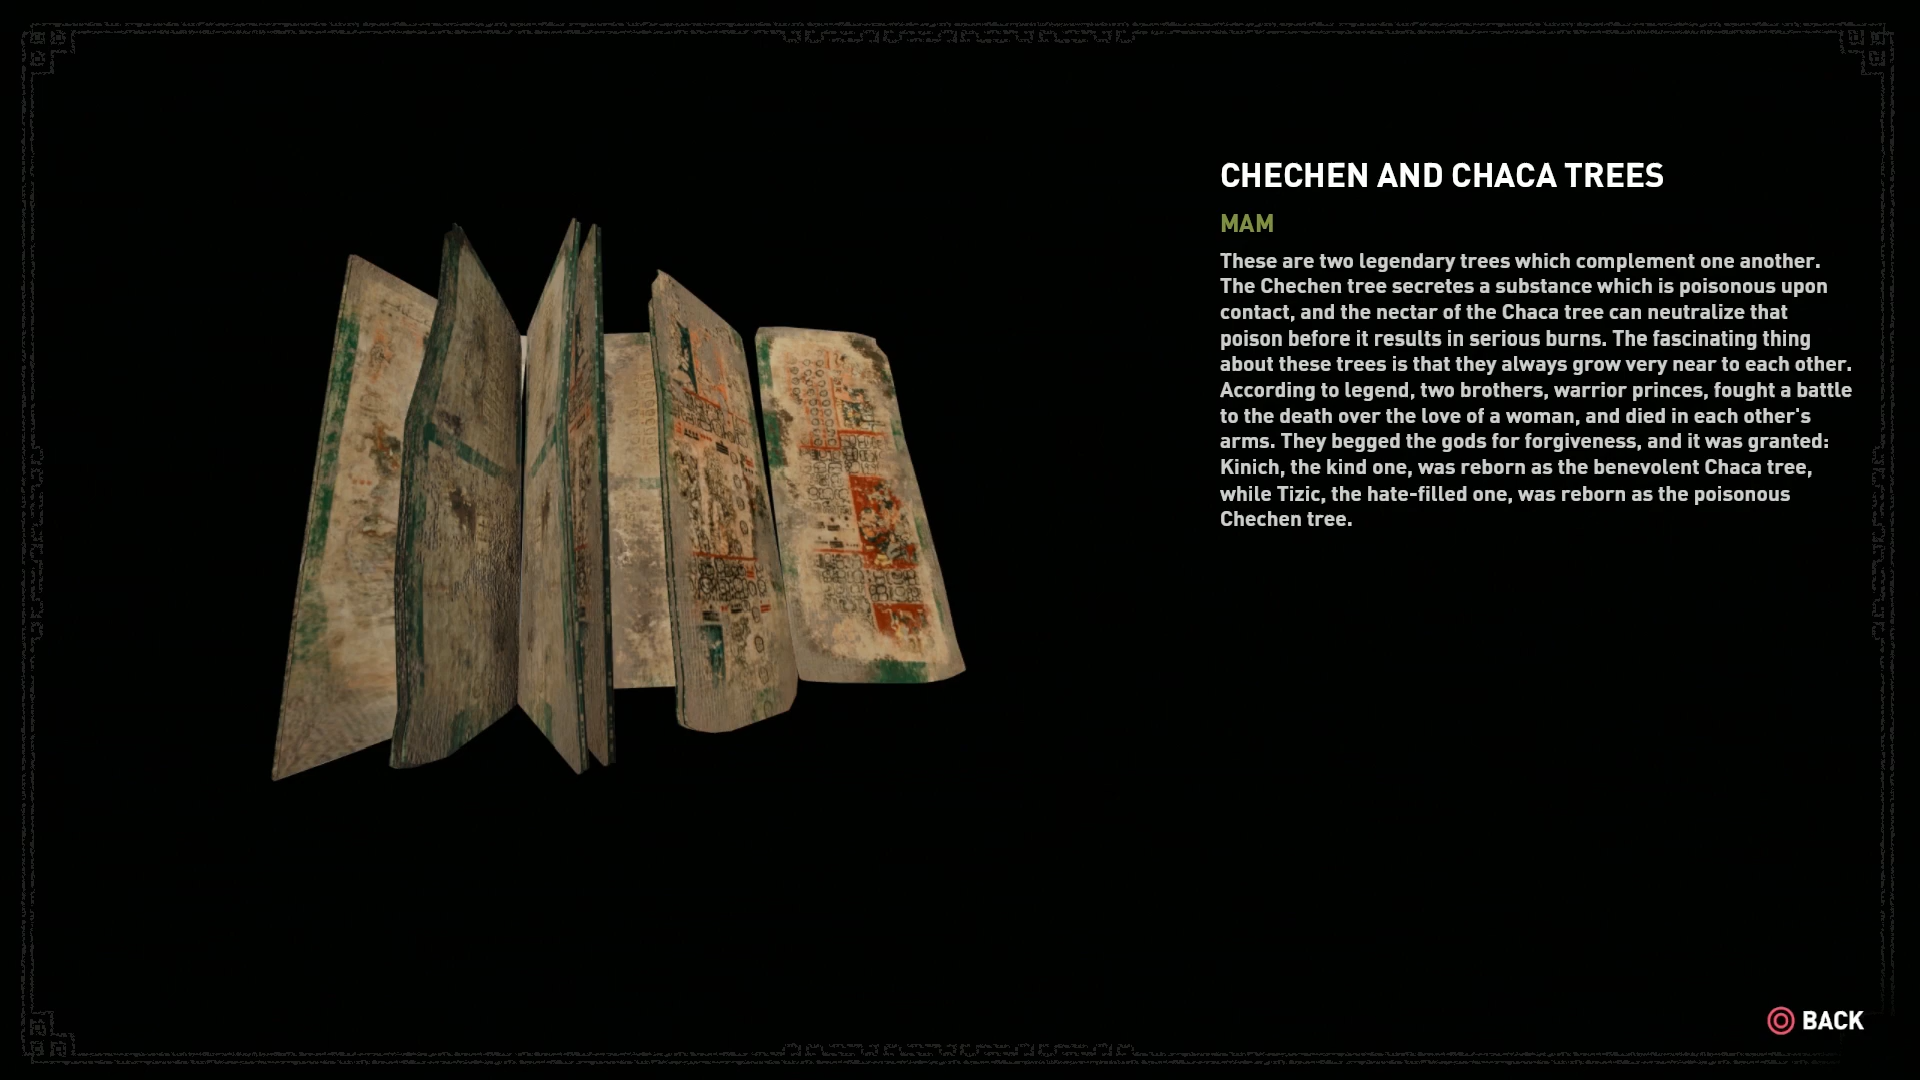 CHECHEN AND CHACA TREES
MAM
These are two legendary trees which complement one another.
The Chechen tree secretes a substance which is poisonous upon
contact, and the nectar of the Chaca tree can neutralize that
poison before it results in serious burns. The fascinating thing
about these trees is that they always grow very near to each other.
According to legend, two brothers, warrior princes, fought a battle
to the death over the love of a woman, and died in each other's
arms. They begged the gods for forgiveness, and it was granted:
Kinich, the kind one, was reborn as the benevolent Chaca tree,
while Tizic, the hate-filled one, was reborn as the poisonous
Chechen tree.
BACK